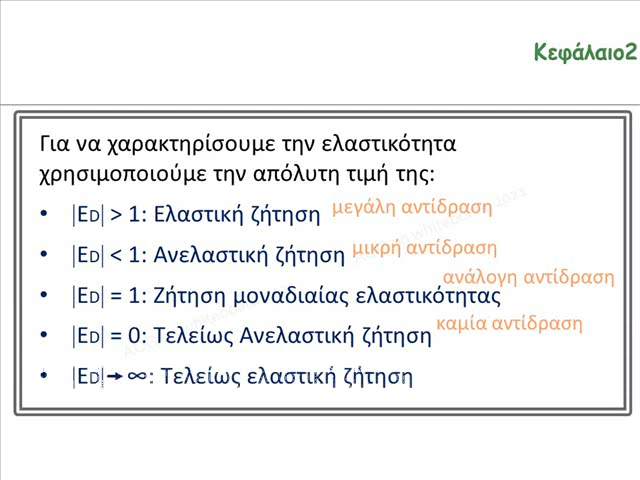 Κεφάλαιο2
Για να χαρακτηρίσουμε την ελαστικότητα
χρησιμοποιούμε την απόλυτη τιμή της:
• |ED| > 1: Ελαστική ζήτηση μεγάλη αντίδραση
• |ED| < 1: Ανελαστική ζήτηση μικρή αντίδραση
ανάλογη αντίδραση
• |ED| = 1: Ζήτηση μοναδιαίας ελαστικότητας
• |ED| = 0: Τελείως Ανελαστική ζήτηση καμία αντίδραση
• |ED|→ ∞: Τελείως ελαστική ζήτηση